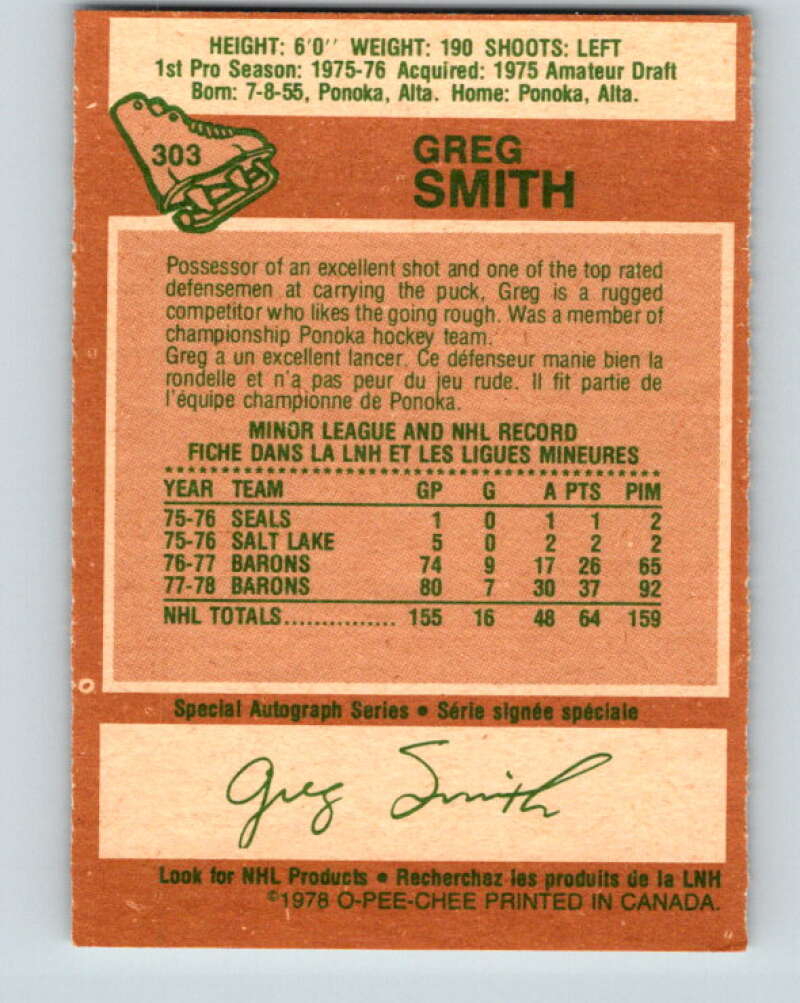 HEIGHT: 6'0'' WEIGHT: 190 SHOOTS: LEFT
1st Pro Season: 1975-76 Acquired: 1975 Amateur Draft
Born: 7-8-55, Ponoka, Alta. Home: Ponoka, Alta.
303
GREG
SMITH
Possessor of an excellent shot and one of the top rated
defensemen at carrying the puck, Greg is a rugged
competitor who likes the going rough. Was a member of
championship Ponoka hockey team.
Greg a un excellent lancer. Ce défenseur manie bien la
rondelle et n'a pas peur du jeu rude. Il fit partie de
l'équipe championne de Ponoka.
MINOR LEAGUE AND NHL RECORD
FICHE DANS LA LNH ET LES LIGUES MINEURES
YEAR TEAM GP G A PTS PIM
75-76 SEALS 1 0 1 1 2
75-76 SALT LAKE 5 0 2 2 2
76-77 BARONS 74 9 17 26 65
77-78 BARONS 80 7 30 37 92
NHL TOTALS............... 155 16 48 64 159
Special Autograph Series • Série signée spéciale
Greg Smith
Look for NHL Products • Recherchez les produits de la LNH
©1978 O-PEE-CHEE PRINTED IN CANADA.